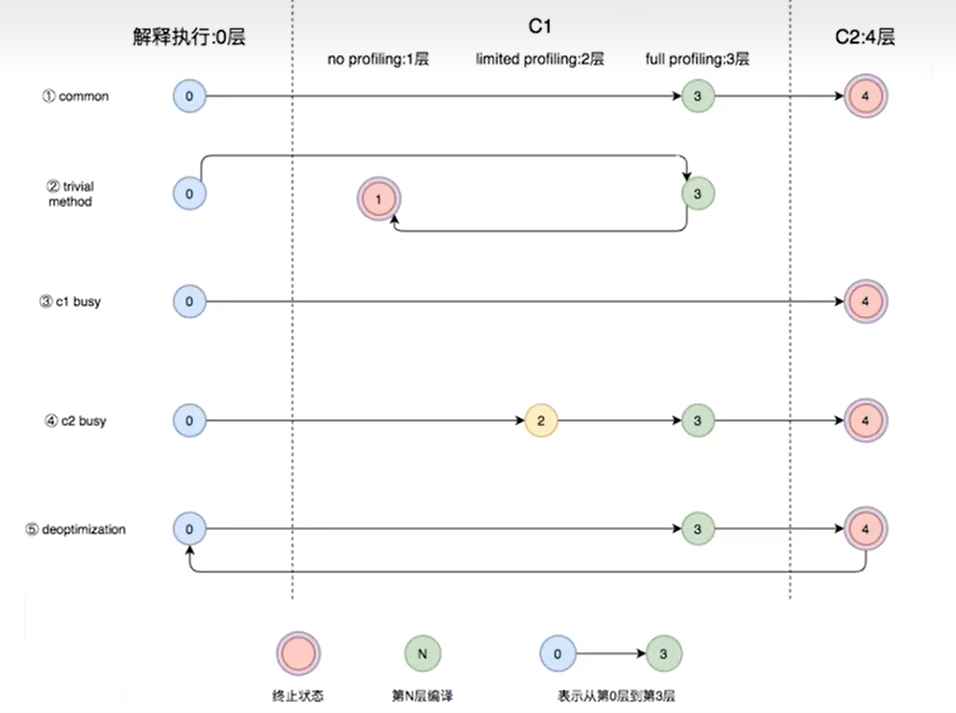 解释执行:0层
C1
C2:4层
no profiling:1层
limited profiling:2层
full profiling:3层
① common
0
3
4
② trivial
method
0
1
3
③ c1 busy
0
4
④ c2 busy
0
2
3
4
⑤ deoptimization
0
3
4
N
0
3
终止状态
第N层编译
表示从第0层到第3层